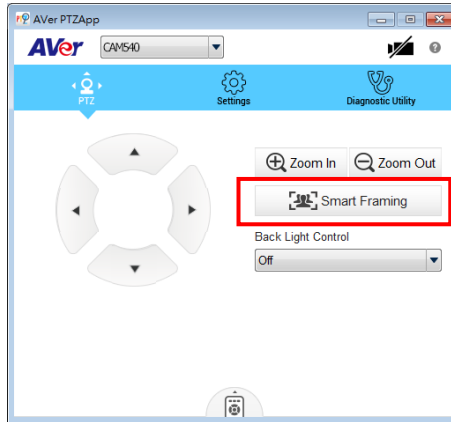 AVer PTZApp
AVer
CAM540
PTZ
Settings
Diagnostic Utility
Zoom In
Zoom Out
Smart Framing
Back Light Control
Off